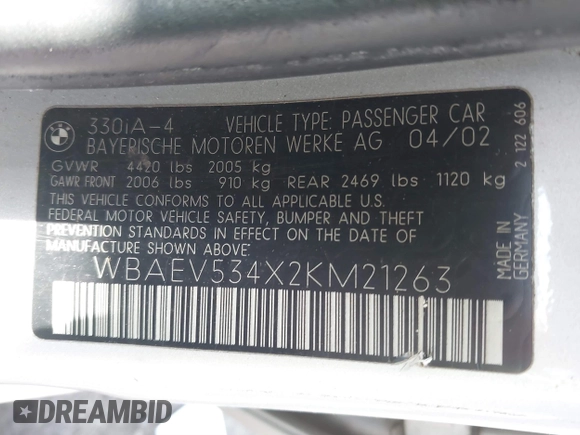 330iA-4 VEHICLE TYPE: PASSENGER CAR
BAYERISCHE MOTOREN WERKE AG 04/02
GVWR 4420 lbs 2005 kg
GAWR FRONT 2006 lbs 910 kg REAR 2469 lbs 1120 kg
THIS VEHICLE CONFORMS TO ALL APPLICABLE U.S.
FEDERAL MOTOR VEHICLE SAFETY, BUMPER AND THEFT
PREVENTION STANDARDS IN EFFECT ON THE DATE OF
MANUFACTURE SHOWN ABOVE:
WBAEV534X2KM21263
MADE IN
GERMANY
2 122 606
DREAMBID